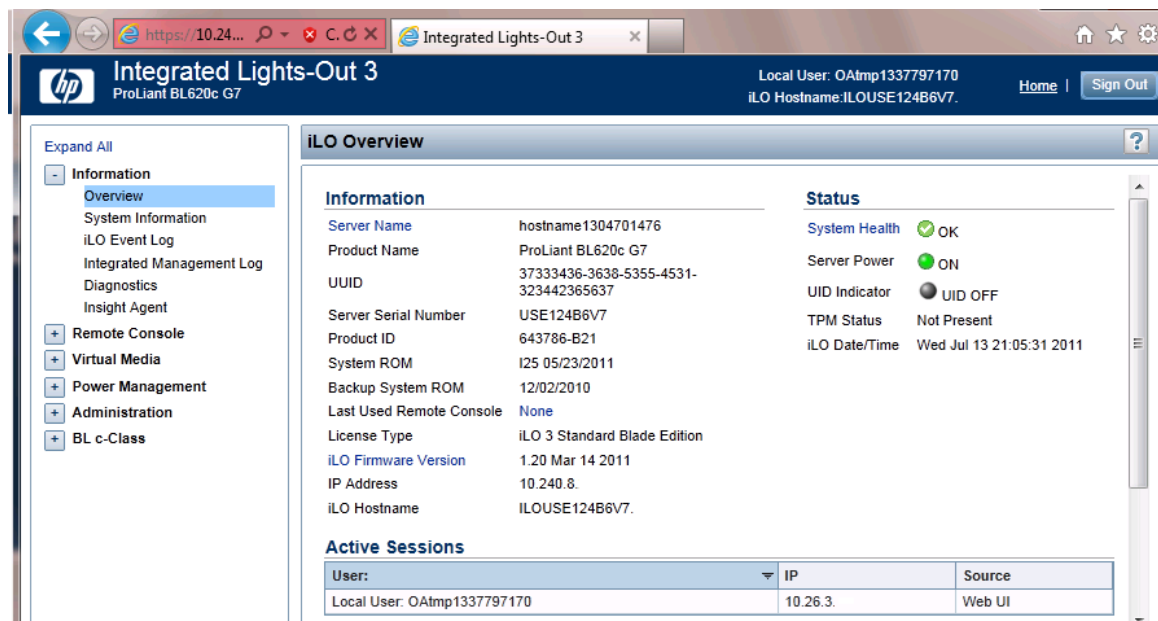 https://10.24... C. Integrated Lights-Out 3
hp Integrated Lights-Out 3
ProLiant BL620c G7
Local User: OAtmp1337797170
iLO Hostname:ILOUSE124B6V7.
Home | Sign Out
Expand All
- Information
Overview
System Information
iLO Event Log
Integrated Management Log
Diagnostics
Insight Agent
+ Remote Console
+ Virtual Media
+ Power Management
+ Administration
+ BL c-Class
iLO Overview ?
Information
Server Name hostname1304701476
Product Name ProLiant BL620c G7
UUID 37333436-3638-5355-4531-
323442365637
Server Serial Number USE124B6V7
Product ID 643786-B21
System ROM I25 05/23/2011
Backup System ROM 12/02/2010
Last Used Remote Console None
License Type iLO 3 Standard Blade Edition
iLO Firmware Version 1.20 Mar 14 2011
IP Address 10.240.8.
iLO Hostname ILOUSE124B6V7.
Status
System Health OK
Server Power ON
UID Indicator UID OFF
TPM Status Not Present
iLO Date/Time Wed Jul 13 21:05:31 2011
Active Sessions
User: IP Source
Local User: OAtmp1337797170 10.26.3. Web UI